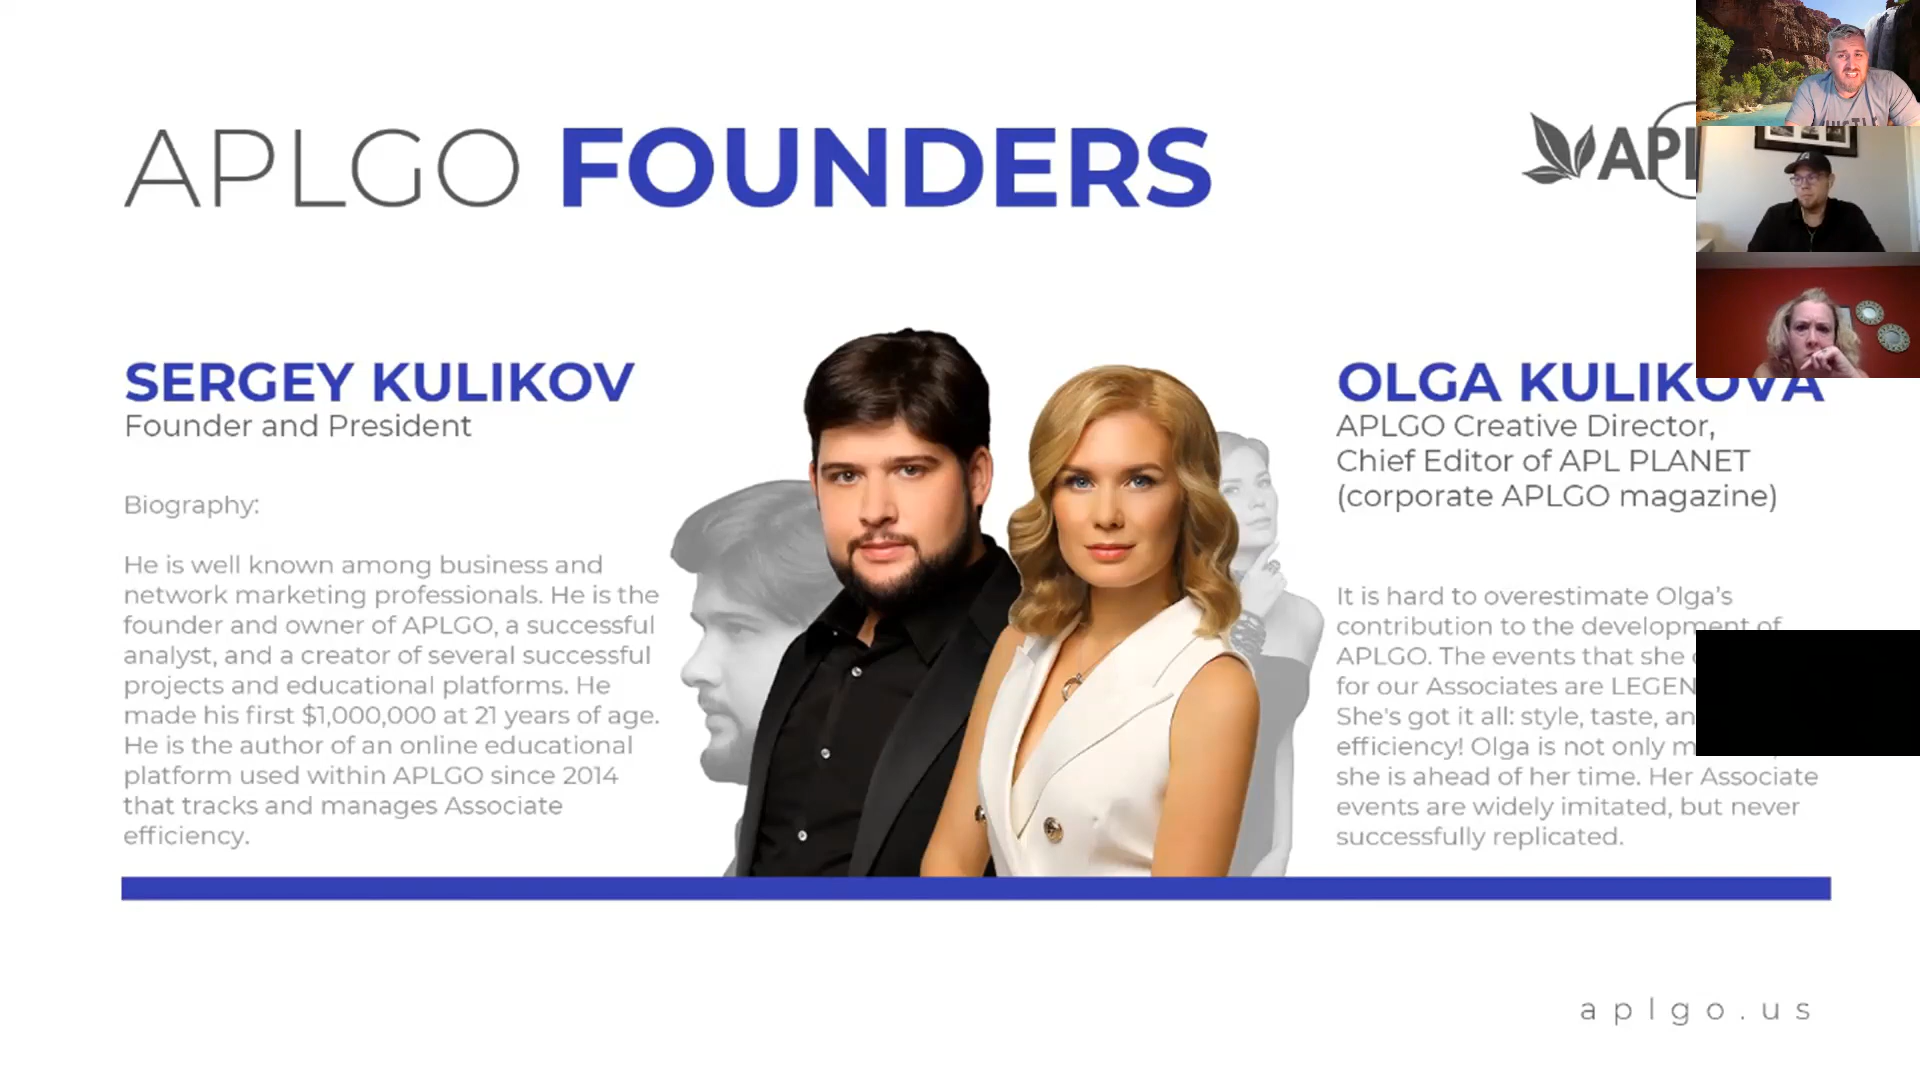 APLGO FOUNDERS
SERGEY KULIKOV
Founder and President
Biography:
He is well known among business and
network marketing professionals. He is the
founder and owner of APLGO, a successful
analyst, and a creator of several successful
projects and educational platforms. He
made his first $1,000,000 at 21 years of age.
He is the author of an online educational
platform used within APLGO since 2014
that tracks and manages Associate
efficiency.
OLGA KULIKOVA
APLGO Creative Director,
Chief Editor of APL PLANET
(corporate APLGO magazine)
It is hard to overestimate Olga's
contribution to the development of
APLGO. The events that she
for our Associates are
She's got it all: style, taste,
efficiency! Olga is not only
she is ahead of her time. Her Associate
events are widely imitated, but never
successfully replicated.
aplgo.us